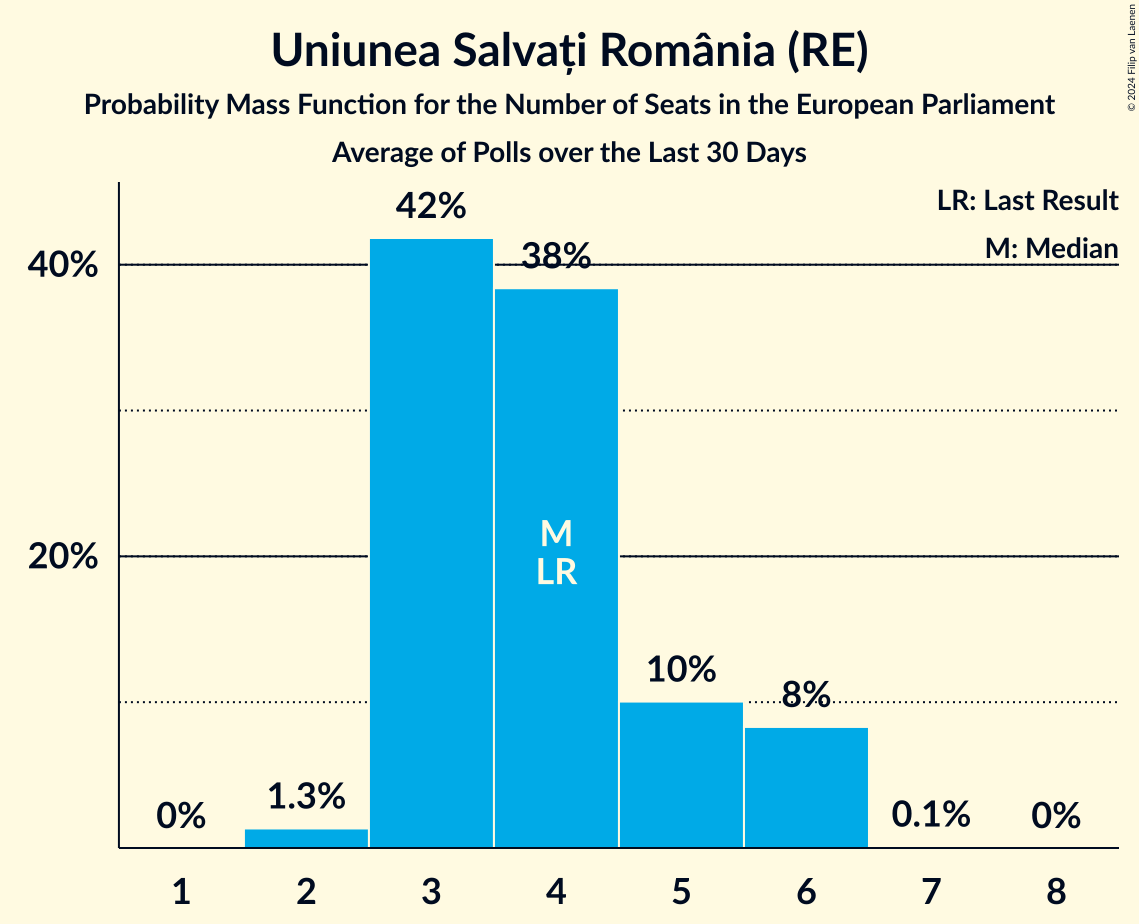 Uniunea Salvați România (RE)
Probability Mass Function for the Number of Seats in the European Parliament
Average of Polls over the Last 30 Days
© 2024 Filip van Laenen
LR: Last Result
M: Median
42%
38%
40%
M
LR
20%
10%
8%
0%
1.3%
0.1%
0%
1 2 3 4 5 6 7 8